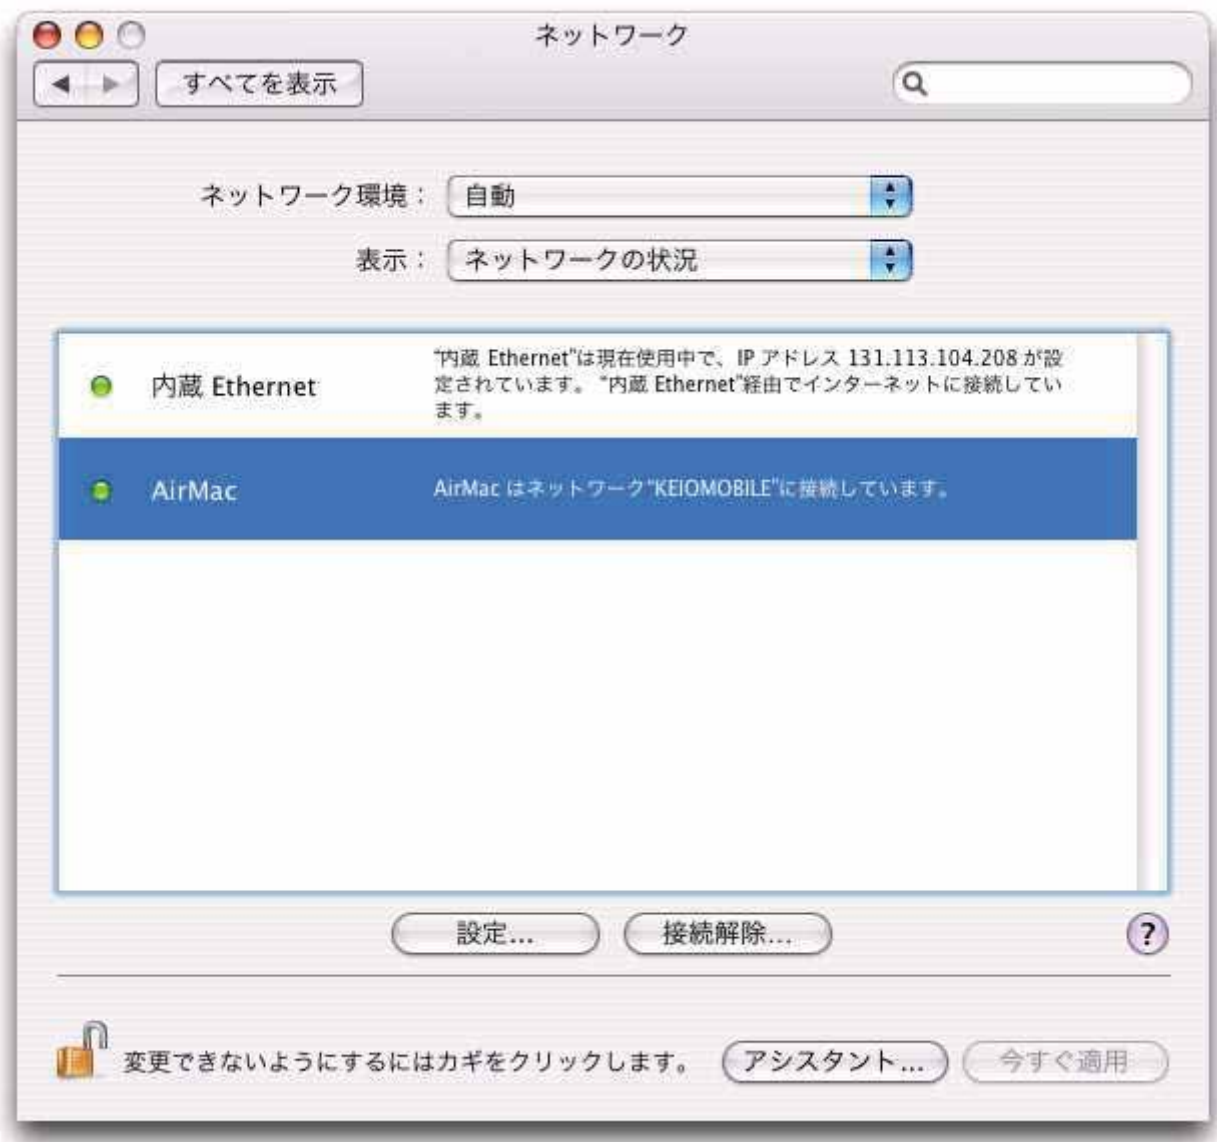 ネットワーク
すべてを表示
ネットワーク環境： 自動
表示： ネットワークの状況
内蔵 Ethernet
“内蔵 Ethernet”は現在使用中で、IP アドレス 131.113.104.208 が設
定されています。 “内蔵 Ethernet”経由でインターネットに接続してい
ます。
AirMac
AirMac はネットワーク“KEIOMOBILE”に接続しています。
設定...
接続解除...
?
変更できないようにするにはカギをクリックします。
アシスタント...
今すぐ適用